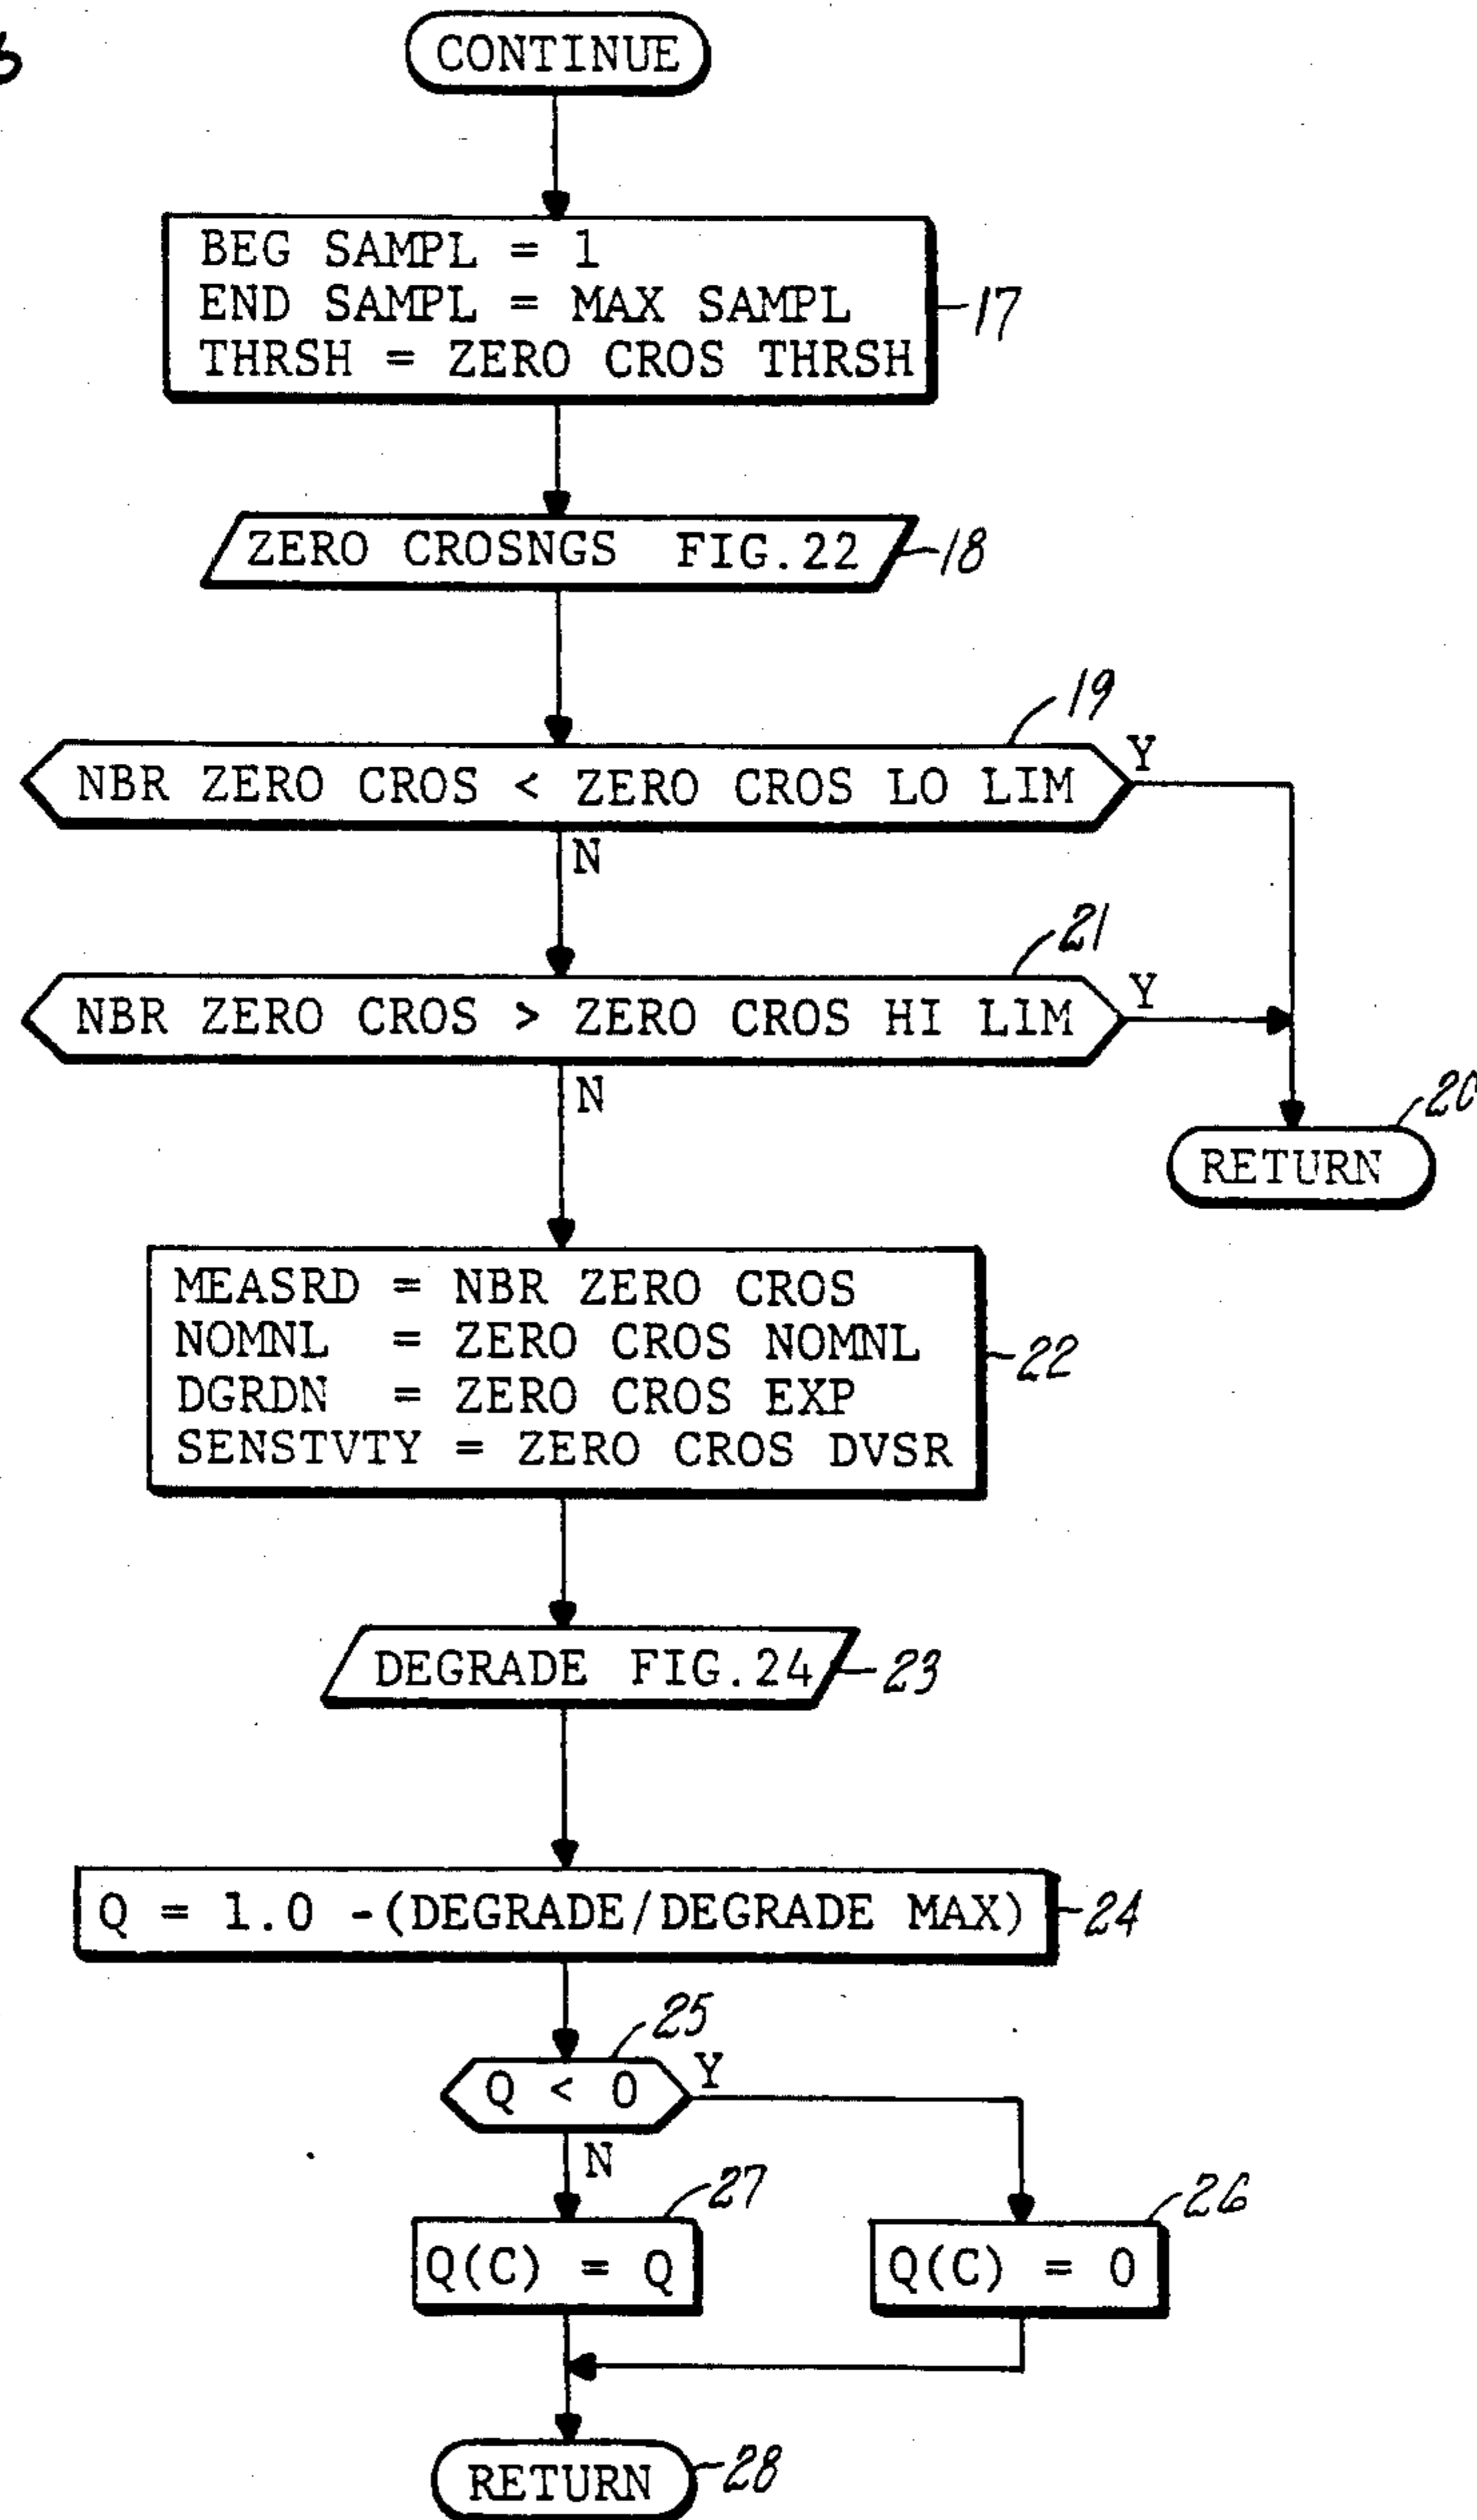 CONTINUE
BEG SAMPL = 1
END SAMPL = MAX SAMPL
THRSH = ZERO CROS THRSH
17
ZERO CROSNGS FIG.22
18
19
NBR ZERO CROS < ZERO CROS LO LIM
Y
N
21
NBR ZERO CROS > ZERO CROS HI LIM
Y
N
20
RETURN
MEASRD = NBR ZERO CROS
NOMNL = ZERO CROS NOMNL
DGRDN = ZERO CROS EXP
SENSTVTY = ZERO CROS DVSR
22
DEGRADE FIG.24
23
Q = 1.0 -(DEGRADE/DEGRADE MAX)
24
25
Q < 0
Y
N
27
26
Q(C) = Q
Q(C) = 0
RETURN
28